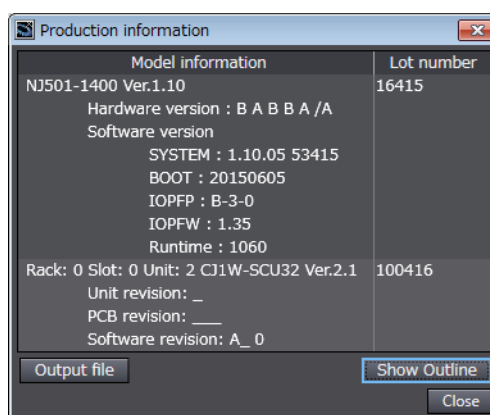 Production information
Model information Lot number
NJ501-1400 Ver.1.10 16415
Hardware version : B A B B A /A
Software version
SYSTEM : 1.10.05 53415
BOOT : 20150605
IOPFP : B-3-0
IOPFW : 1.35
Runtime : 1060
Rack: 0 Slot: 0 Unit: 2 CJ1W-SCU32 Ver.2.1 100416
Unit revision: _
PCB revision: ___
Software revision: A_ 0
Output file Show Outline
Close